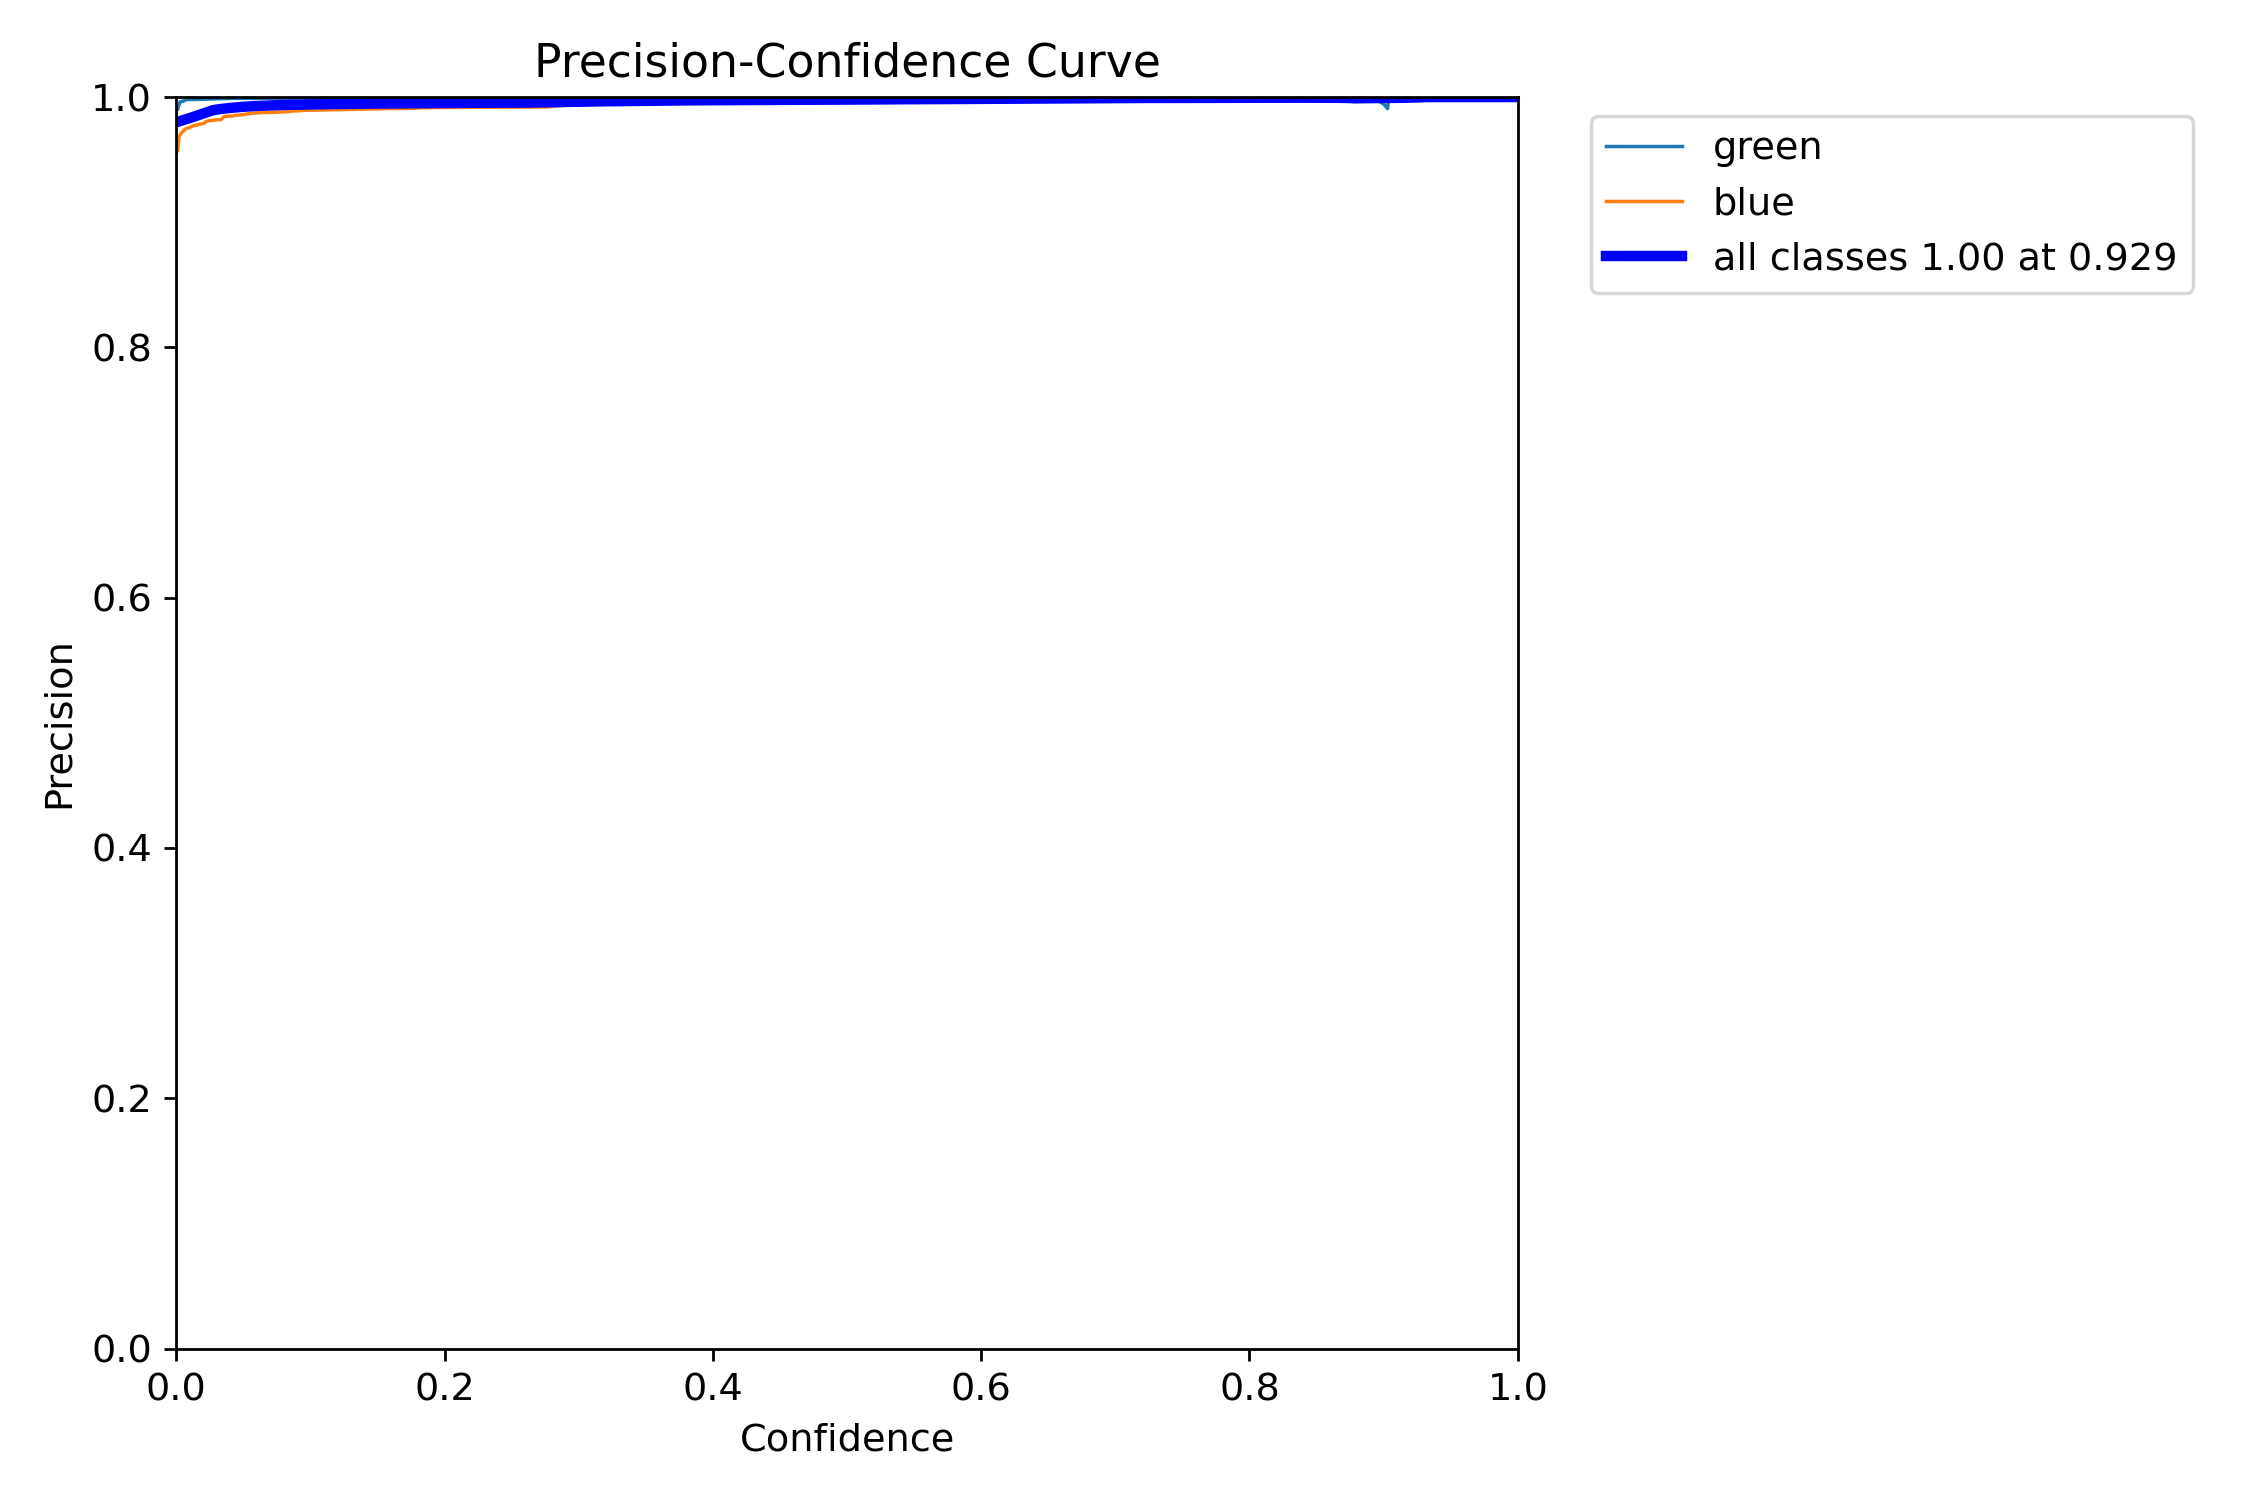 Precision-Confidence Curve
1.0
0.8
0.6
0.4
0.2
0.0
Precision
0.0 0.2 0.4 0.6 0.8 1.0
Confidence
green
blue
all classes 1.00 at 0.929